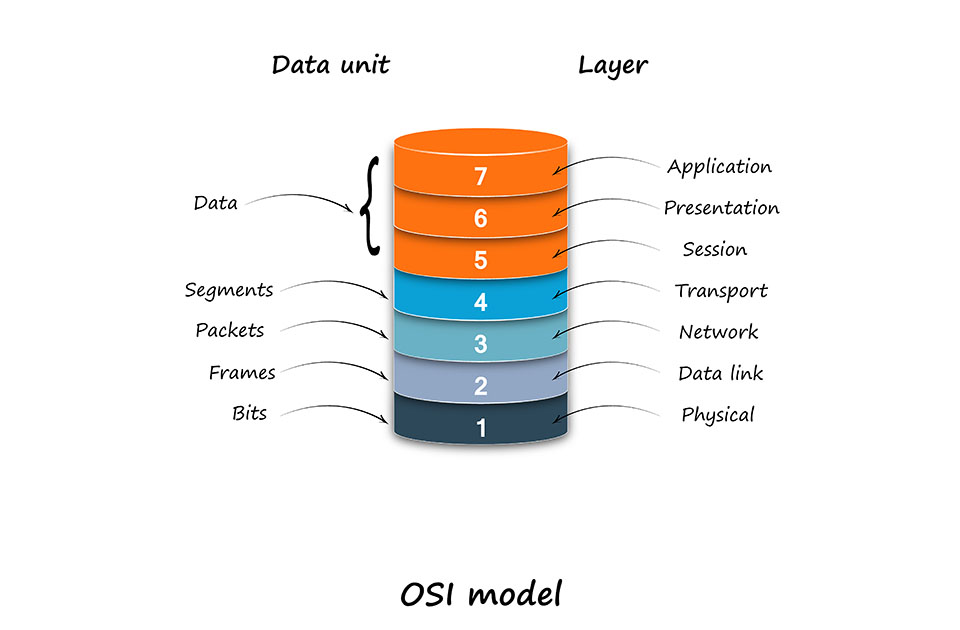 Data unit
Layer
Data
Segments
Packets
Frames
Bits
7
6
5
4
3
2
1
Application
Presentation
Session
Transport
Network
Data link
Physical
OSI model